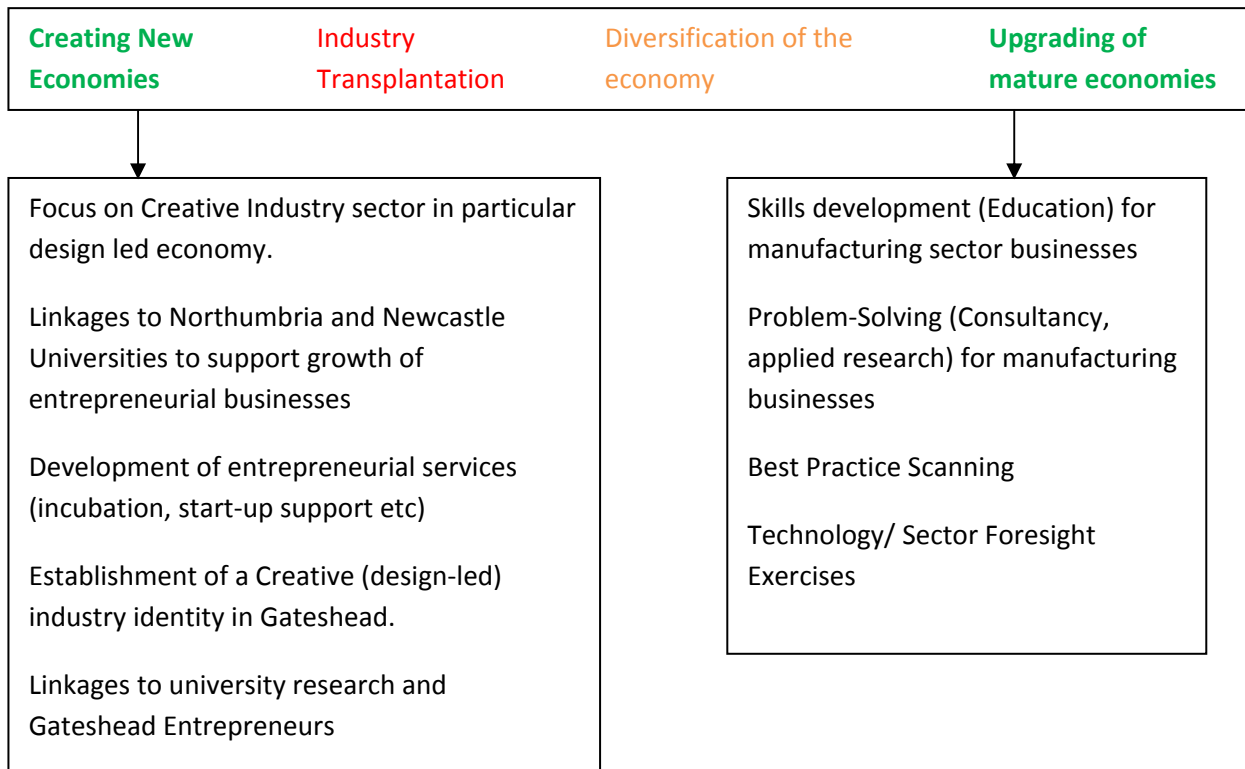 Creating New
Economies
Industry
Transplantation
Diversification of the
economy
Upgrading of
mature economies
Focus on Creative Industry sector in particular
design led economy.
Linkages to Northumbria and Newcastle
Universities to support growth of
entrepreneurial businesses
Development of entrepreneurial services
(incubation, start-up support etc)
Establishment of a Creative (design-led)
industry identity in Gateshead.
Linkages to university research and
Gateshead Entrepreneurs
Skills development (Education) for
manufacturing sector businesses
Problem-Solving (Consultancy,
applied research) for manufacturing
businesses
Best Practice Scanning
Technology/ Sector Foresight
Exercises